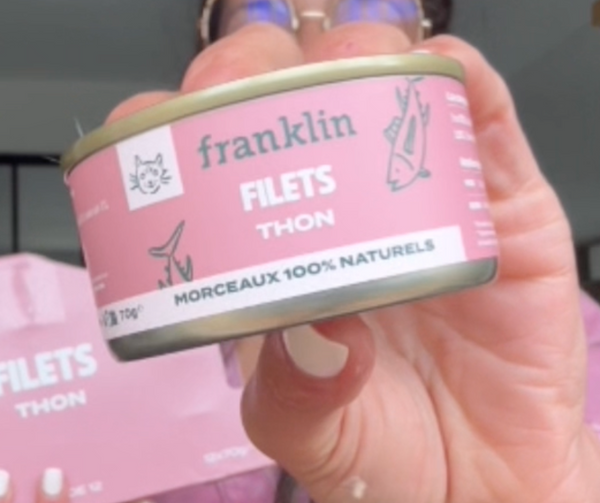 franklin
FILETS
THON
MORCEAUX 100% NATURELS
70g
FILETS
THON